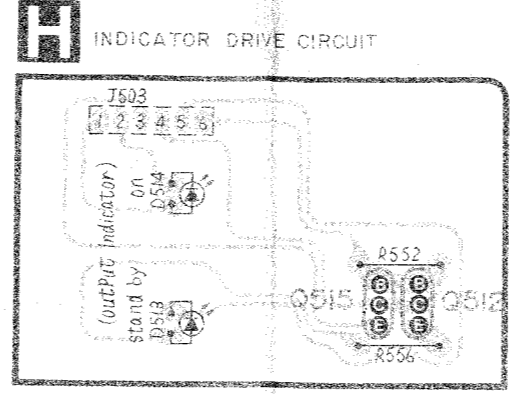 H INDICATOR DRIVE CIRCUIT
J503
1 2 3 4 5 6
(output Indicator)
on
D514
stand by
D513
R552
Q515 B B Q512
C C
E E
R556